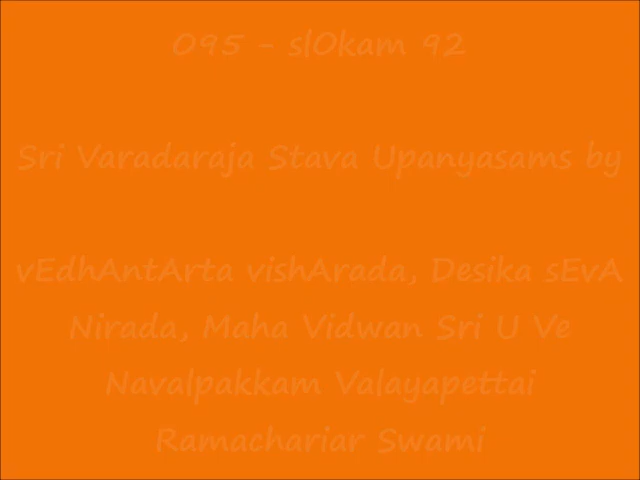 095 - slOkam 92
Sri Varadaraja Stava Upanyasams by
vEdhAntArta vishArada, Desika sEvA
Nirada, Maha Vidwan Sri U Ve
Navalpakkam Valayapettai
Ramachariar Swami